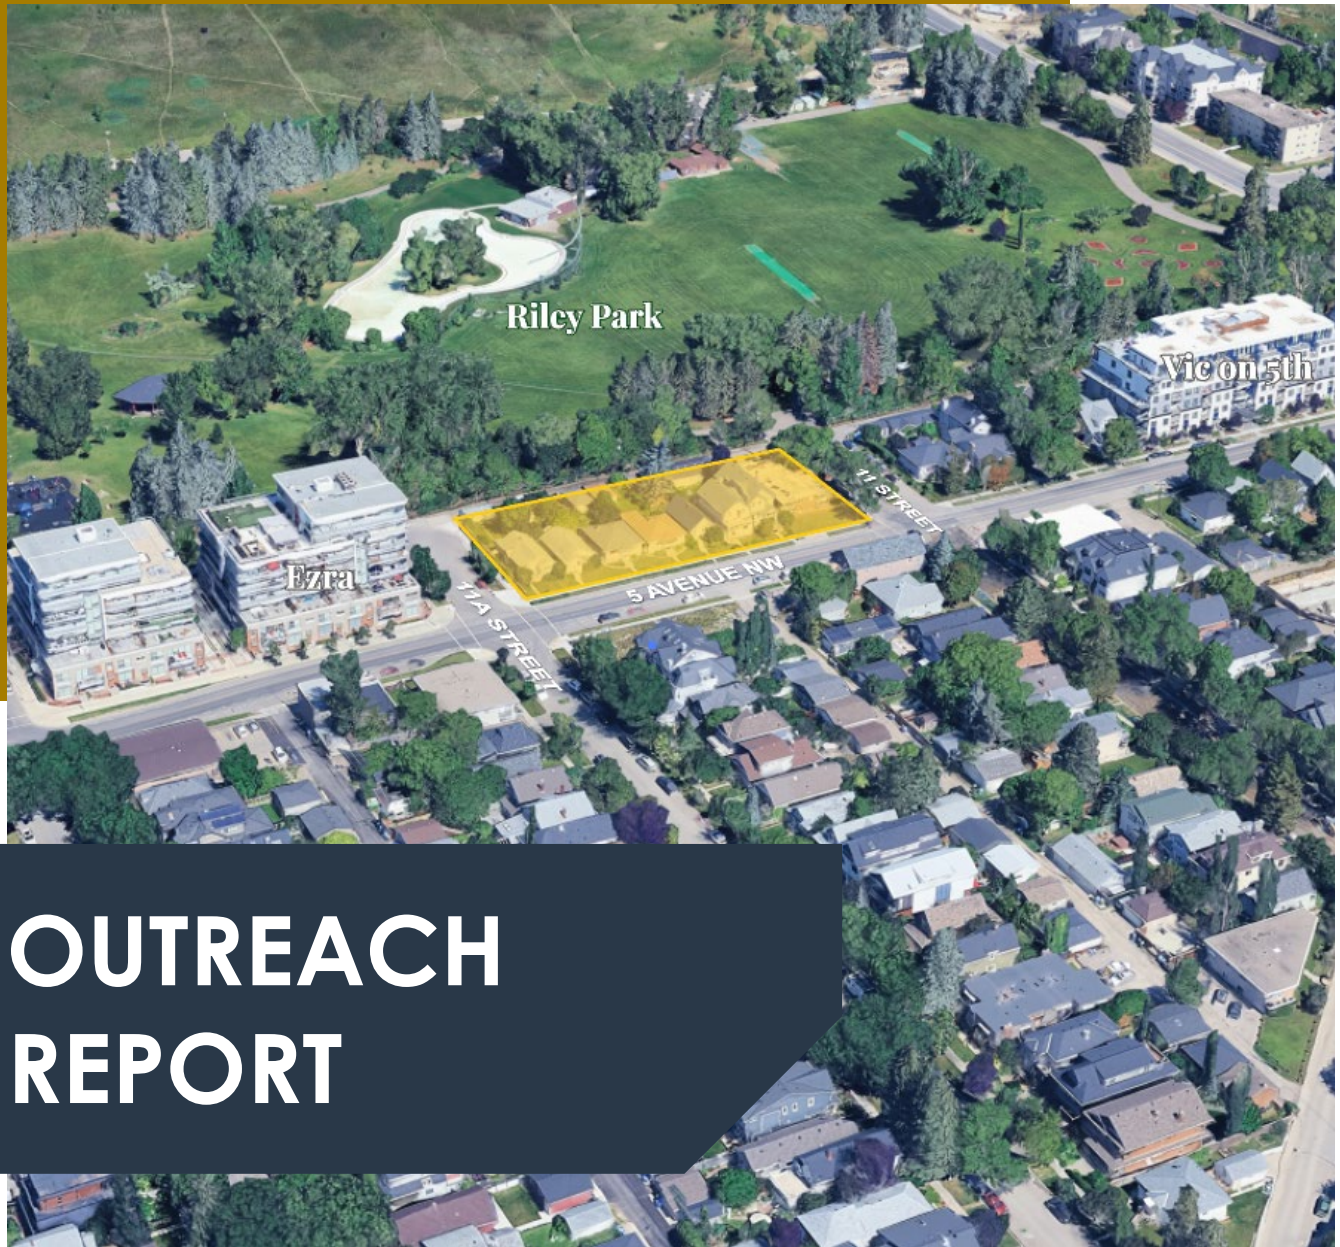 Riley Park
Vic on 5th
11 STREET
Ezra
5 AVENUE NW
11A STREET
OUTREACH
REPORT